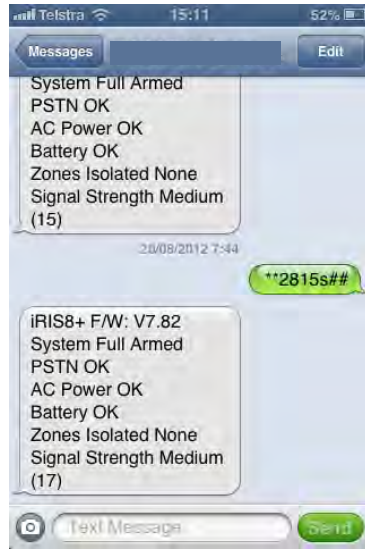 Telstra 15:11 52%
Messages Edit
System Full Armed
PSTN OK
AC Power OK
Battery OK
Zones Isolated None
Signal Strength Medium
(15)
20/08/2012 7:44
**2815s##
iRIS8+ F/W: V7.82
System Full Armed
PSTN OK
AC Power OK
Battery OK
Zones Isolated None
Signal Strength Medium
(17)
Text Message Send